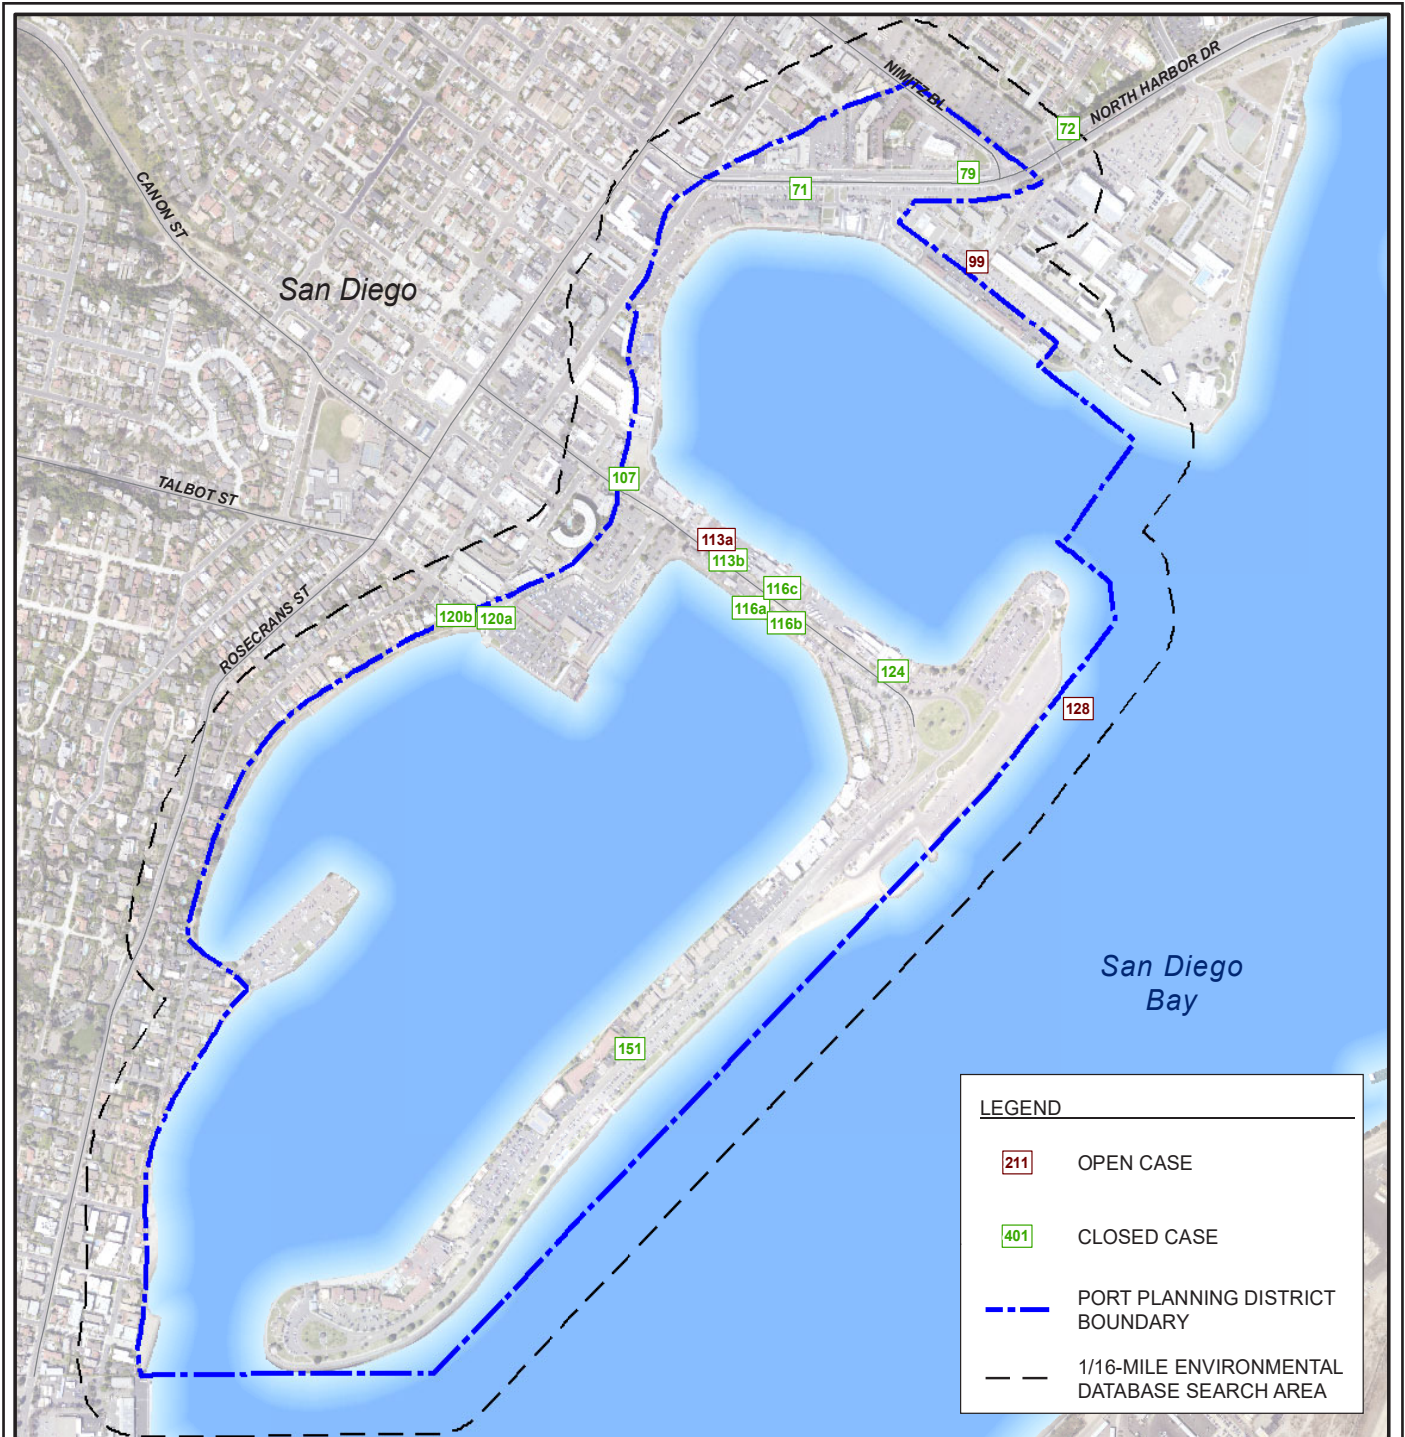 NIMITZ BL
NORTH HARBOR DR
72
79
71
CANON ST
99
San Diego
107
TALBOT ST
113a
113b
116c
116a
116b
120b
120a
ROSECRANS ST
124
128
San Diego
Bay
151
LEGEND
211 OPEN CASE
401 CLOSED CASE
PORT PLANNING DISTRICT
BOUNDARY
1/16-MILE ENVIRONMENTAL
DATABASE SEARCH AREA